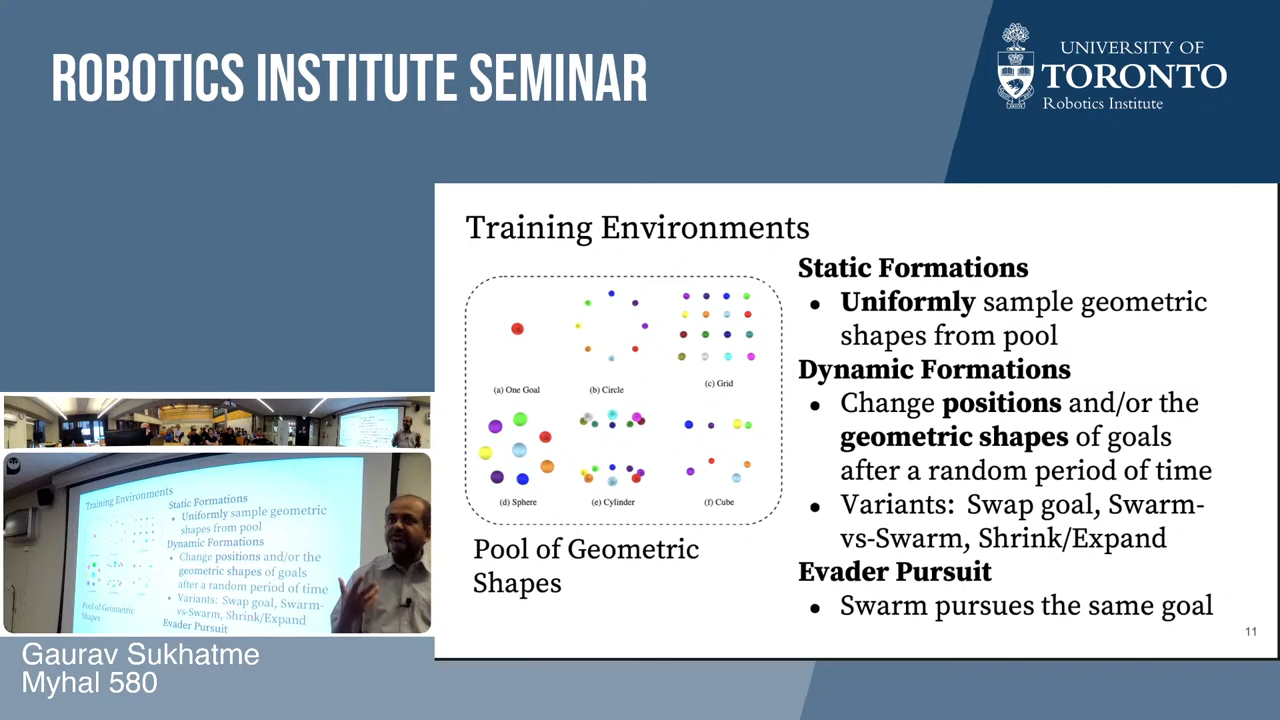 ROBOTICS INSTITUTE SEMINAR
UNIVERSITY OF
TORONTO
Robotics Institute
Training Environments
(a) One Goal
(b) Circle
(c) Grid
(d) Sphere
(e) Cylinder
(f) Cube
Pool of Geometric
Shapes
Static Formations
• Uniformly sample geometric
shapes from pool
Dynamic Formations
• Change positions and/or the
geometric shapes of goals
after a random period of time
• Variants: Swap goal, Swarm-
vs-Swarm, Shrink/Expand
Evader Pursuit
• Swarm pursues the same goal
11
Training Environments
Static Formations
• Uniformly sample geometric
shapes from pool
Dynamic Formations
• Change positions and/or the
geometric shapes of goals
after a random period of time
• Variants: Swap goal, Swarm-
vs-Swarm, Shrink/Expand
Evader Pursuit
Pool of Geometric
Shapes
Gaurav Sukhatme
Myhal 580